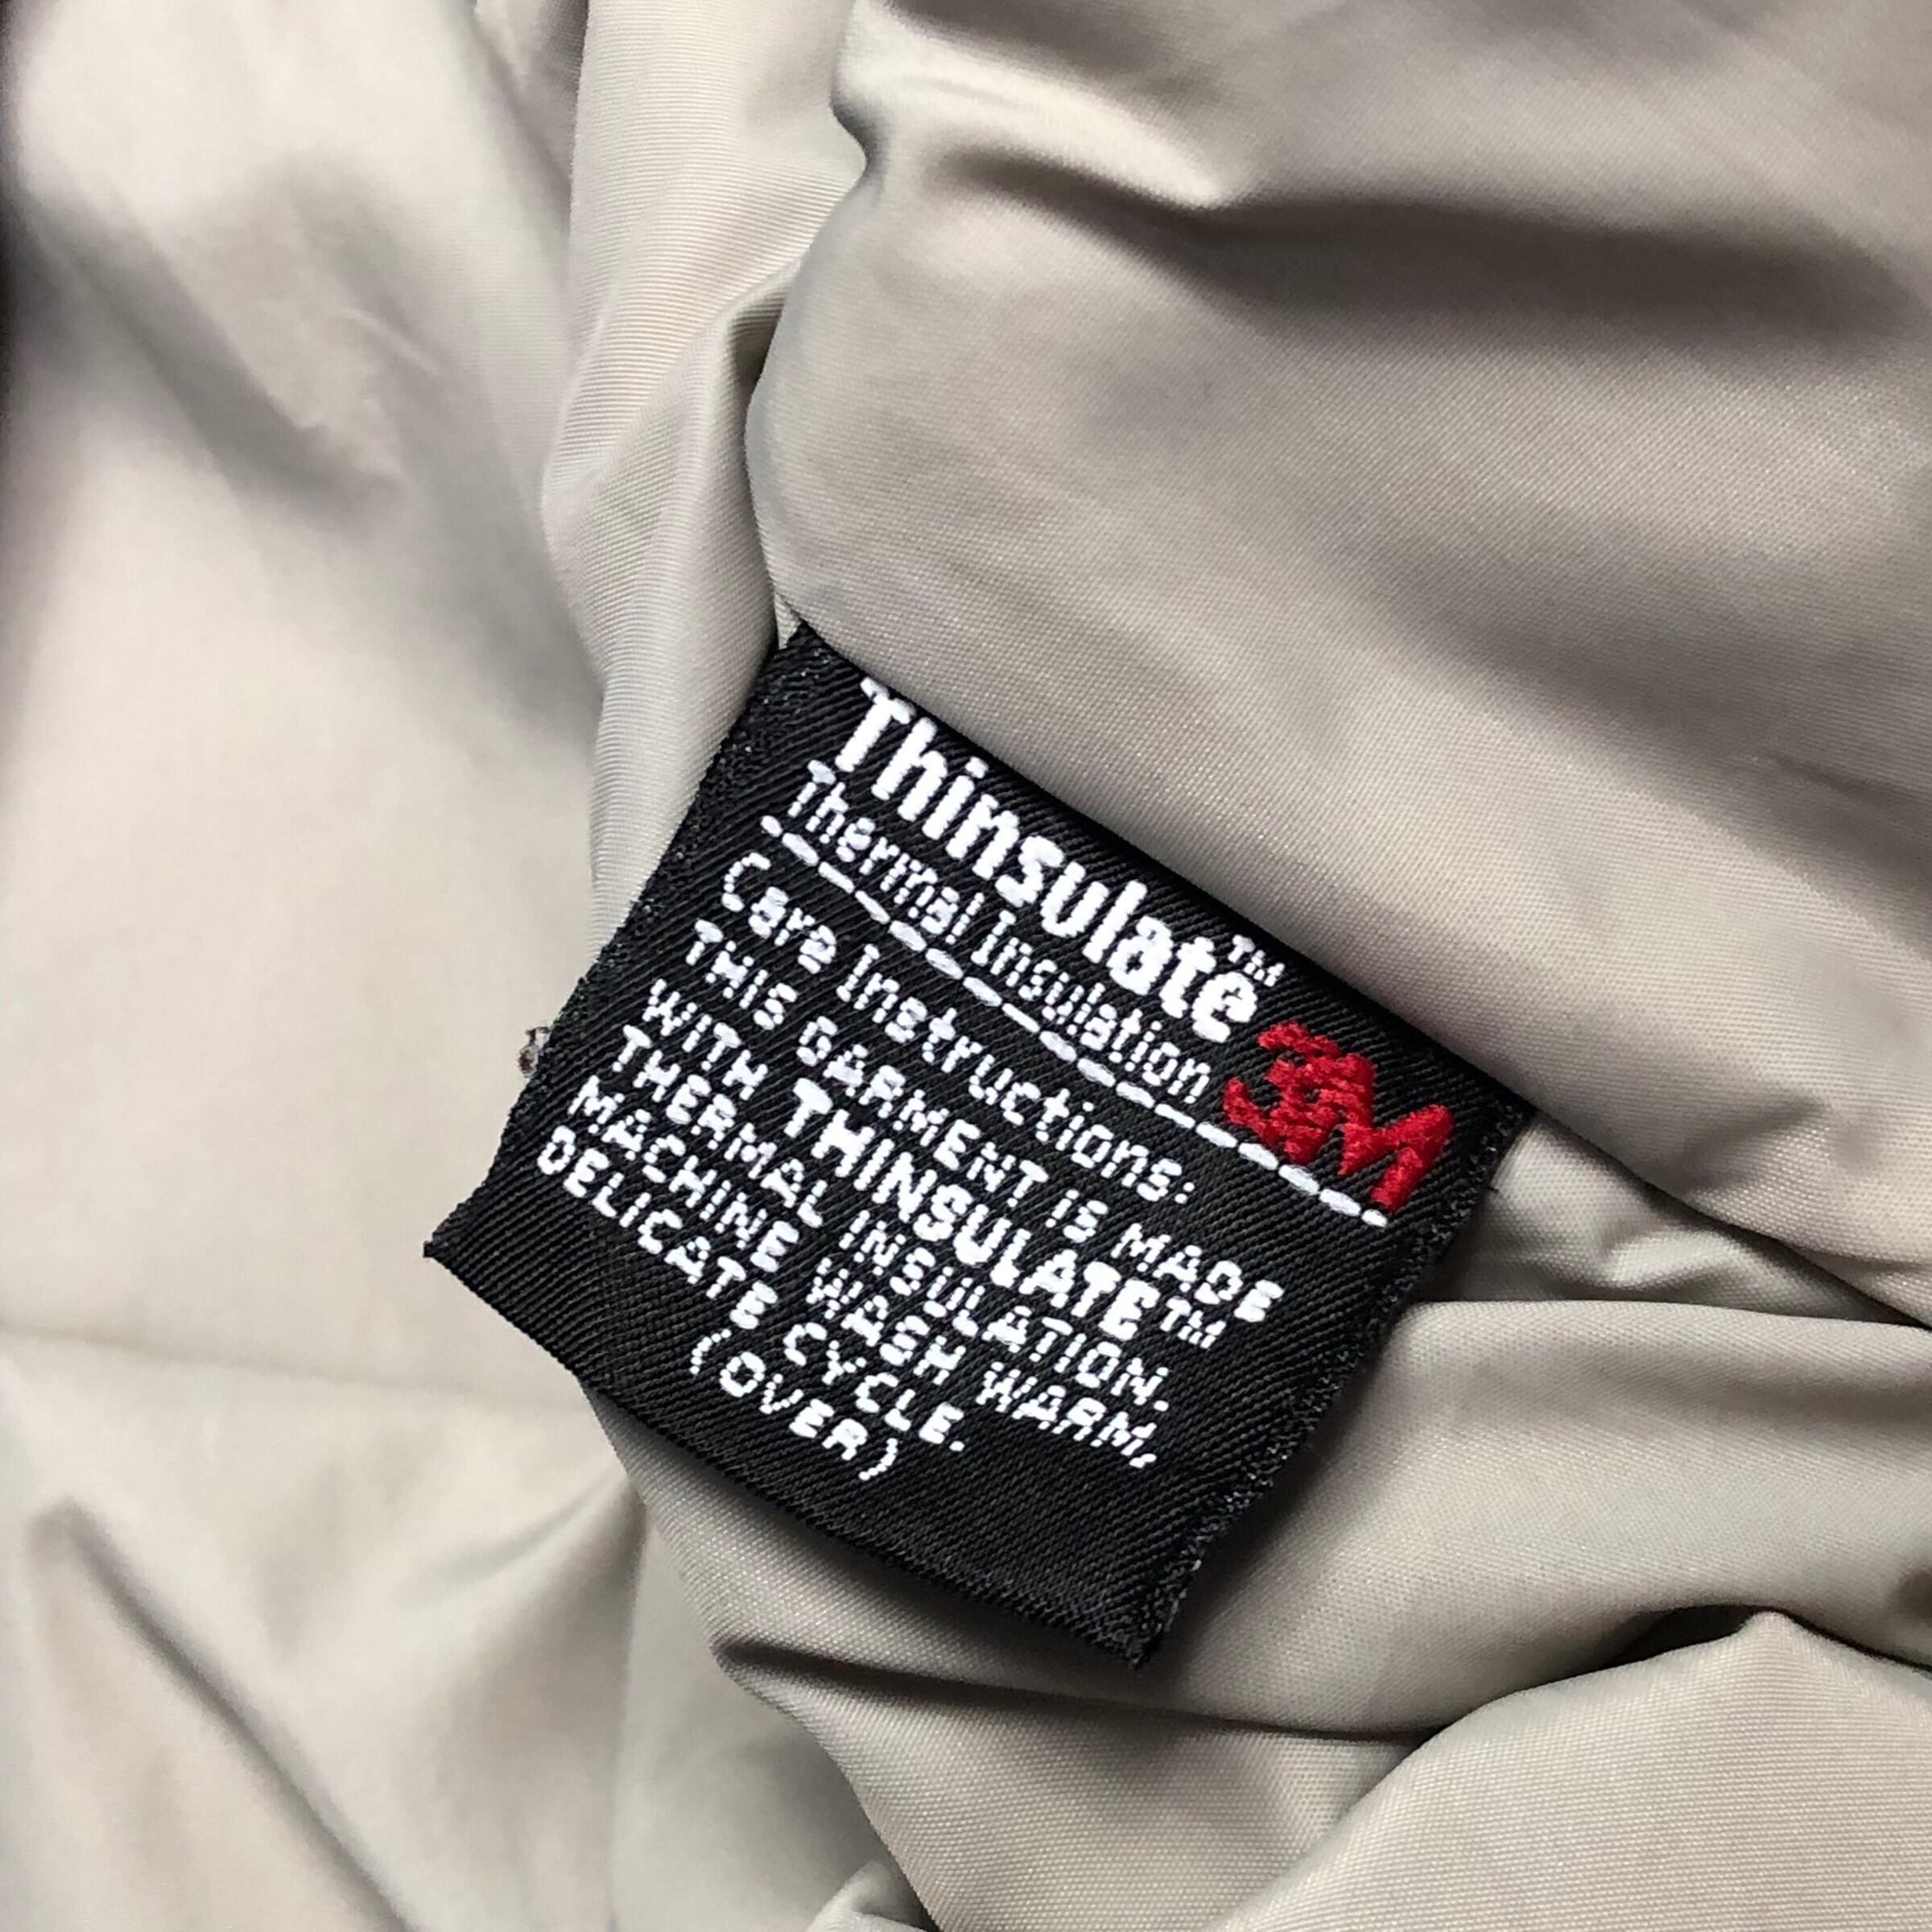 Thinsulate™
Thermal Insulation 3M
Care Instructions:
THIS GARMENT IS MADE
WITH THINSULATE™
THERMAL INSULATION.
MACHINE WASH WARM,
DELICATE CYCLE.
(OVER)